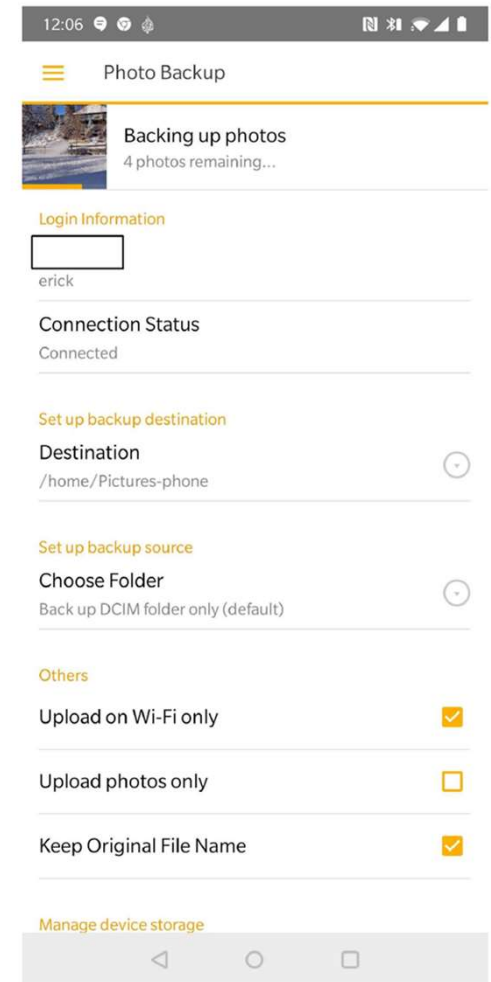 12:06
Photo Backup
Backing up photos
4 photos remaining...
Login Information
erick
Connection Status
Connected
Set up backup destination
Destination
/home/Pictures-phone
Set up backup source
Choose Folder
Back up DCIM folder only (default)
Others
Upload on Wi-Fi only
Upload photos only
Keep Original File Name
Manage device storage